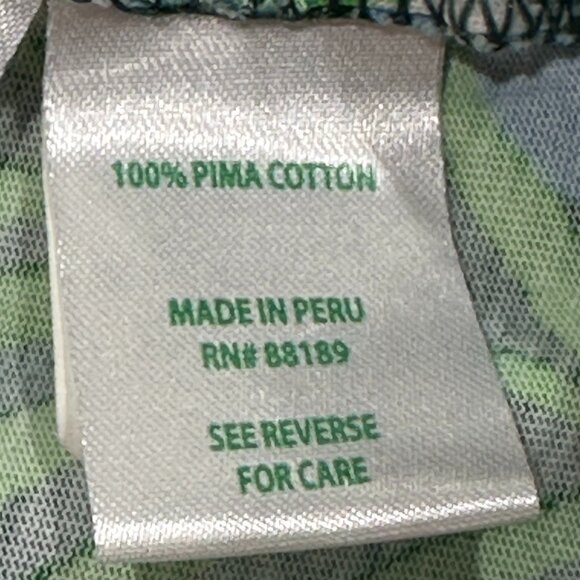 100% PIMA COTTON
MADE IN PERU
RN# 88189
SEE REVERSE
FOR CARE